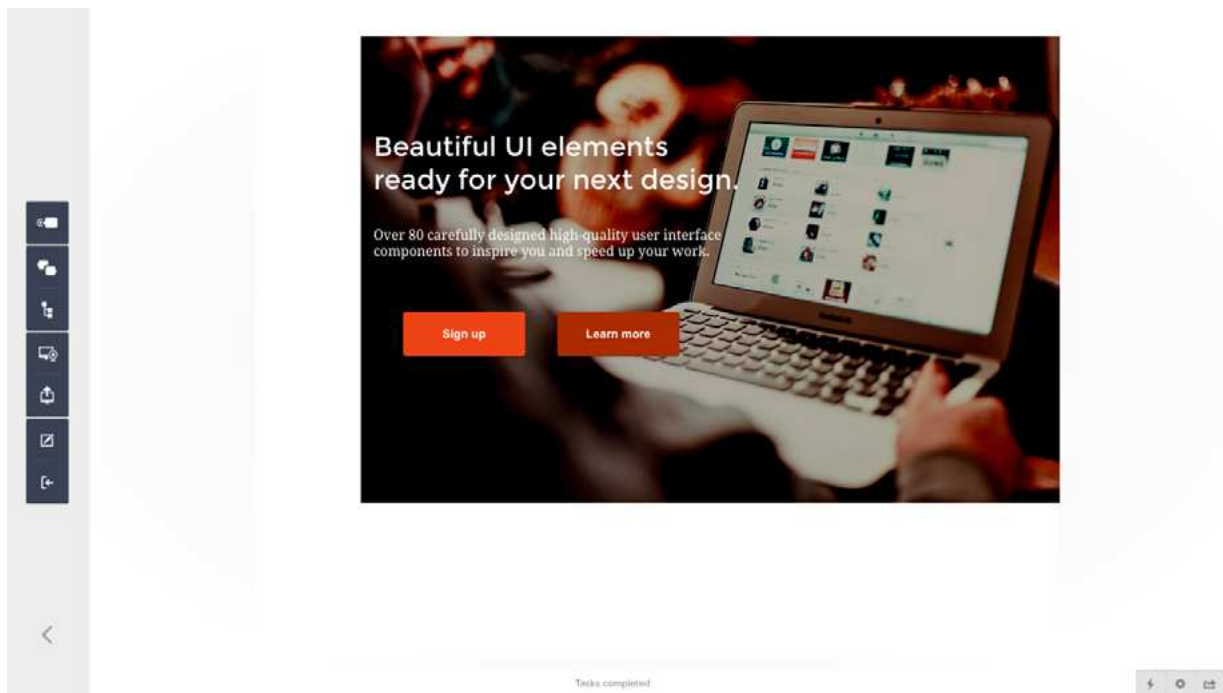 Beautiful UI elements
ready for your next design.
Over 80 carefully designed high-quality user interface
components to inspire you and speed up your work.
Sign up
Learn more
Tasks completed